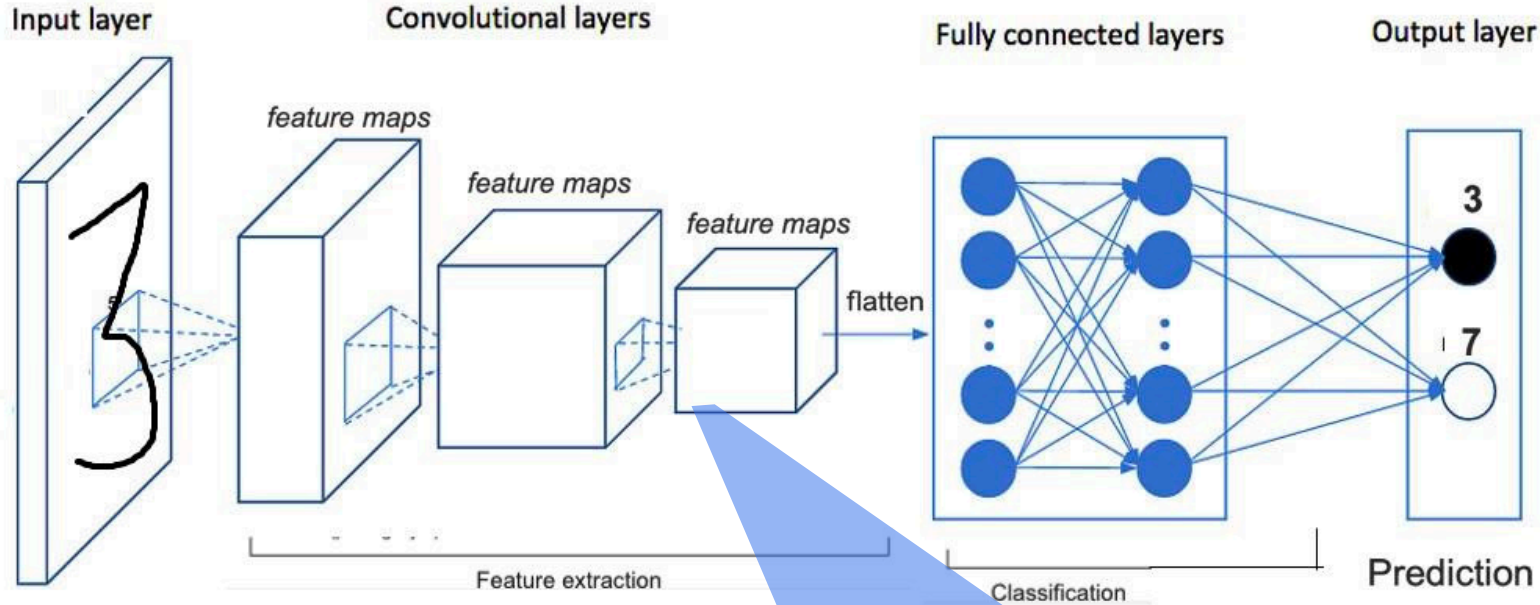 Input layer
Convolutional layers
Fully connected layers
Output layer
feature maps
feature maps
feature maps
flatten
3
3
7
Feature extraction
Classification
Prediction